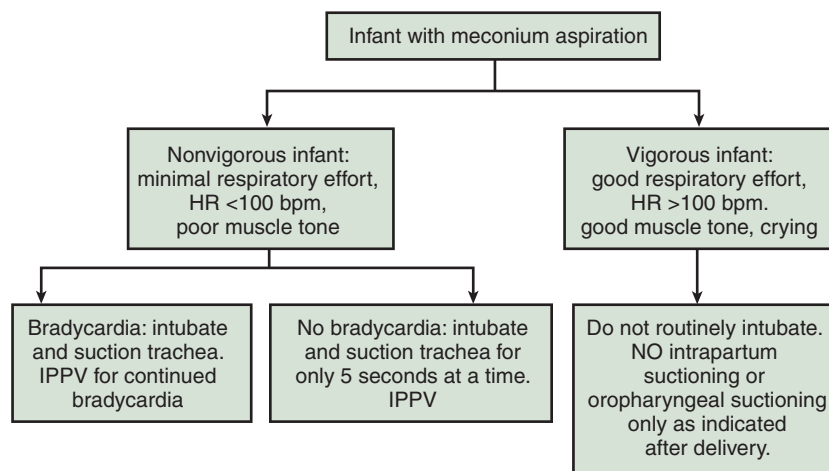 Infant with meconium aspiration
Nonvigorous infant:
minimal respiratory effort,
HR <100 bpm,
poor muscle tone
Vigorous infant:
good respiratory effort,
HR >100 bpm.
good muscle tone, crying
Bradycardia: intubate
and suction trachea.
IPPV for continued
bradycardia
No bradycardia: intubate
and suction trachea for
only 5 seconds at a time.
IPPV
Do not routinely intubate.
NO intrapartum
suctioning or
oropharyngeal suctioning
only as indicated
after delivery.